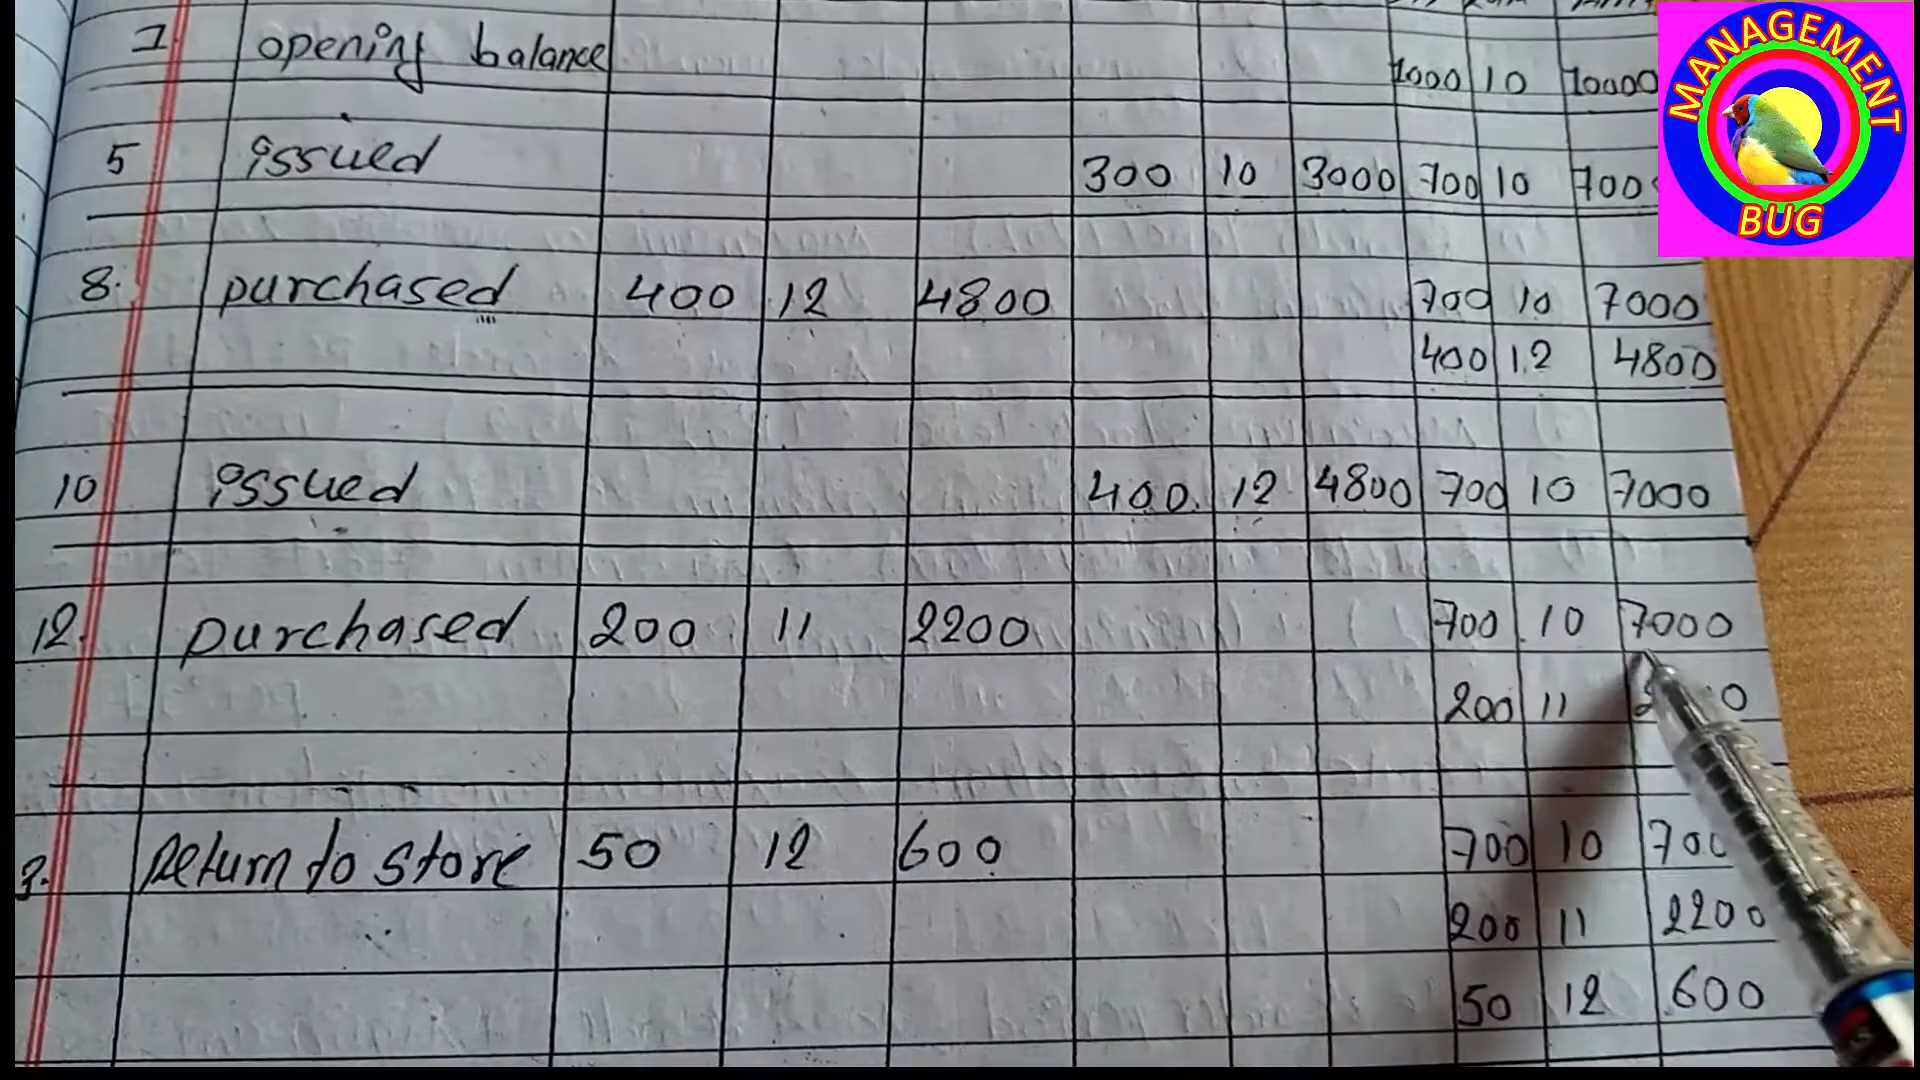 MANAGEMENT
BUG
1. opening balance 1000 10 10000
5 issued 300 10 3000 700 10 700
8. purchased 400 12 4800 700 10 7000
400 12 4800
10 issued 400 12 4800 700 10 7000
12. purchased 200 11 2200 700 10 7000
200 11
Return to store 50 12 600 700 10 700
200 11 2200
50 12 600